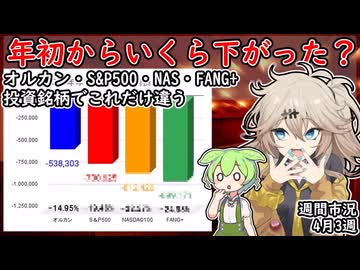 年初からいくら下がった?
オルカン・S&P500・NAS・FANG+
投資銘柄でこれだけ違う
-250,000
-500,000
-538,303
-750,000
-1,000,000
-1,250,000
-14.95%
オルカン
S&P500
NASDAQ100
FANG+
週間市況
4月3週